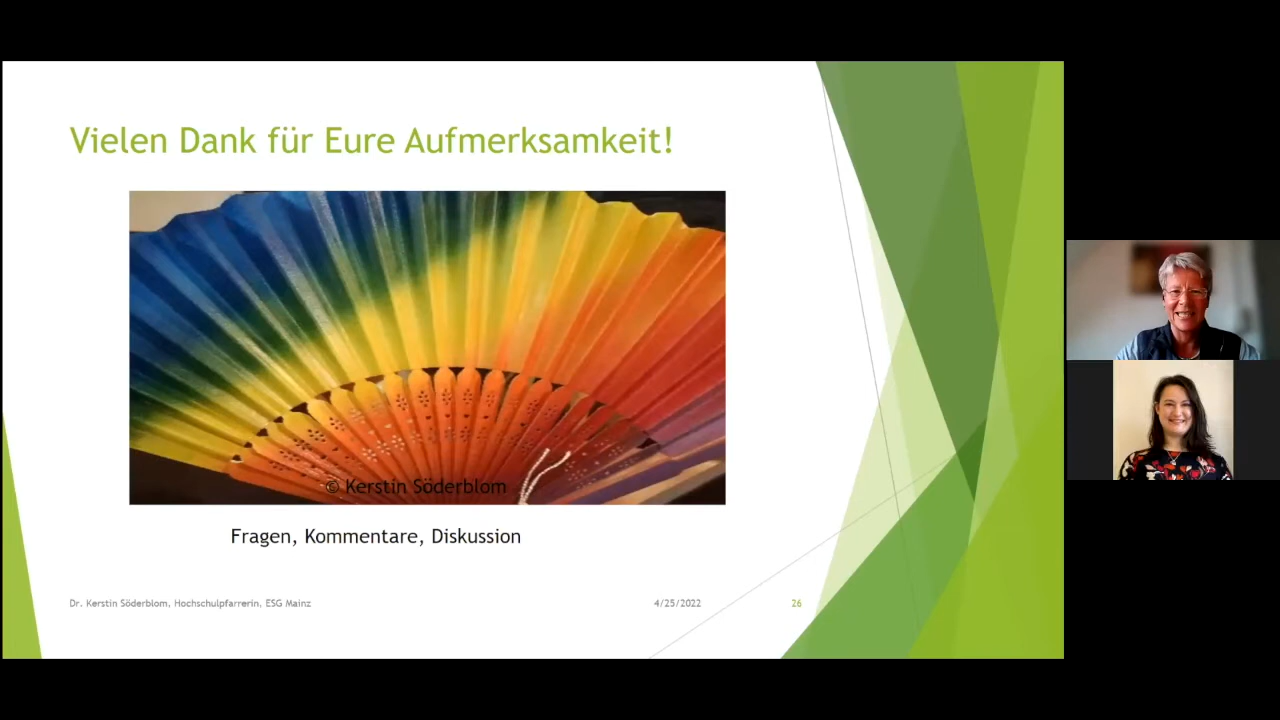 Vielen Dank für Eure Aufmerksamkeit!
© Kerstin Söderblom
Fragen, Kommentare, Diskussion
Dr. Kerstin Söderblom, Hochschulpfarrerin, ESG Mainz
4/25/2022
26